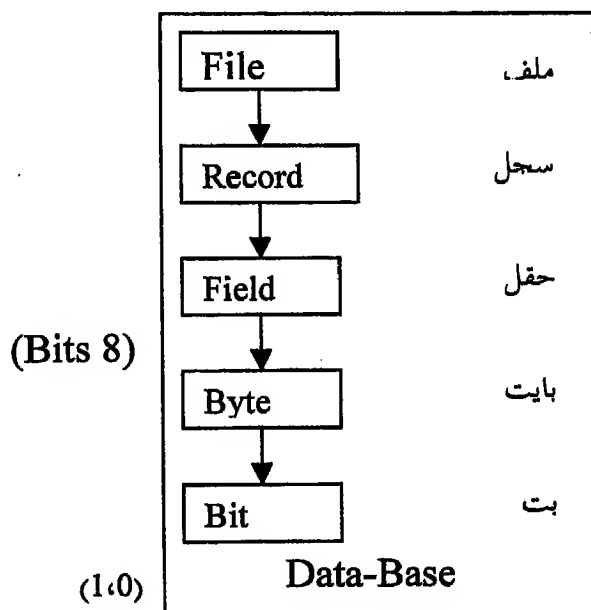 File ملف
Record سجل
Field حقل
(Bits 8)
Byte بايت
Bit بت
(1،0)
Data-Base